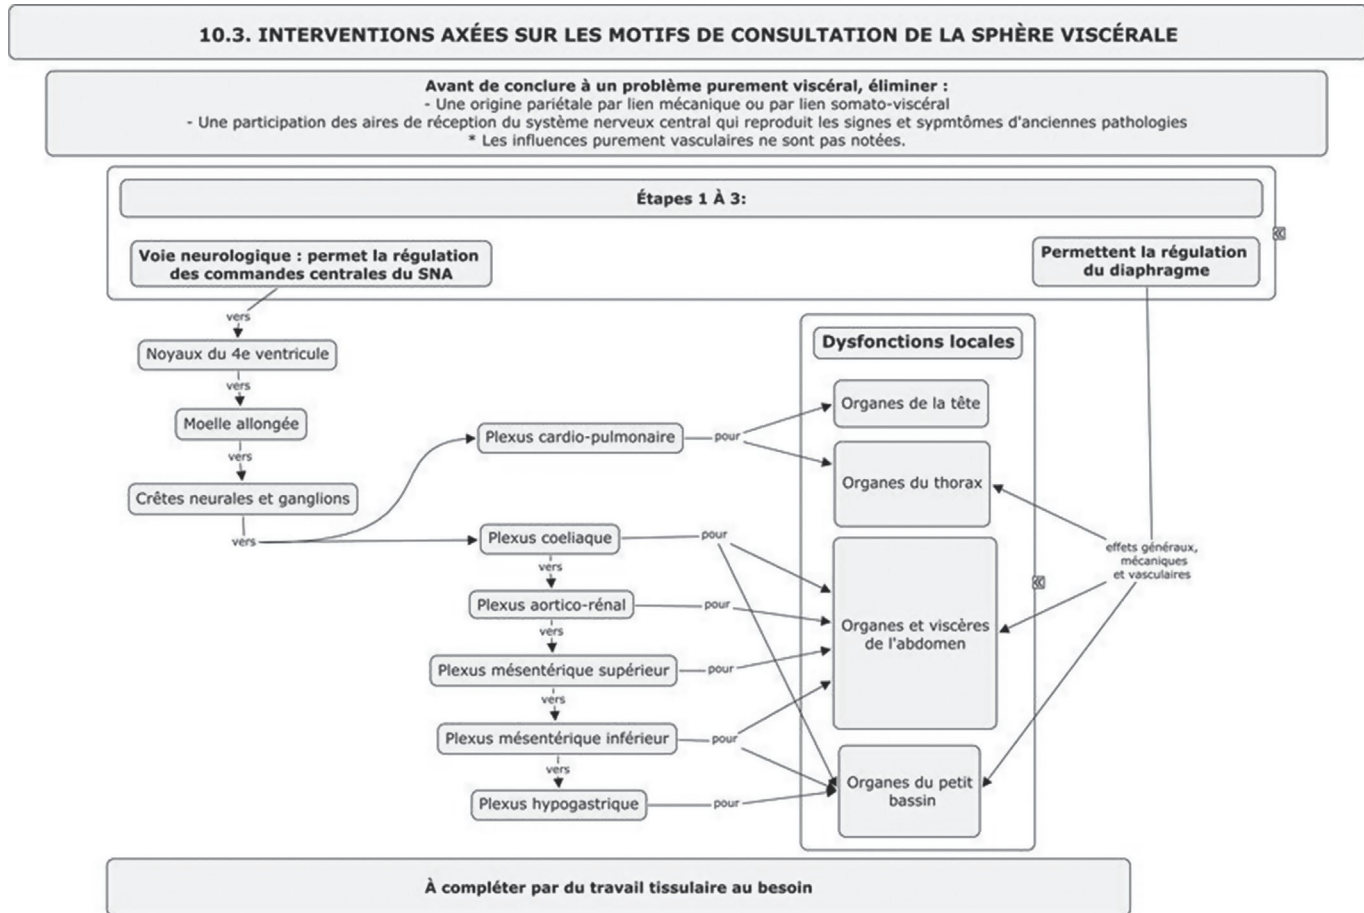 10.3. INTERVENTIONS AXÉES SUR LES MOTIFS DE CONSULTATION DE LA SPHÈRE VISCÉRALE
Avant de conclure à un problème purement viscéral, éliminer :
- Une origine pariétale par lien mécanique ou par lien somato-viscéral
- Une participation des aires de réception du système nerveux central qui reproduit les signes et sypmtômes d'anciennes pathologies
* Les influences purement vasculaires ne sont pas notées.
Étapes 1 À 3:
Voie neurologique : permet la régulation
des commandes centrales du SNA
Permettent la régulation
du diaphragme
vers
Noyaux du 4e ventricule
vers
Moelle allongée
vers
Crêtes neurales et ganglions
vers
Plexus cardio-pulmonaire
pour
Plexus coeliaque
pour
vers
Plexus aortico-rénal
pour
vers
Plexus mésentérique supérieur
pour
vers
Plexus mésentérique inférieur
pour
vers
Plexus hypogastrique
pour
Dysfonctions locales
Organes de la tête
Organes du thorax
Organes et viscères
de l'abdomen
Organes du petit
bassin
effets généraux,
mécaniques
et vasculaires
À compléter par du travail tissulaire au besoin